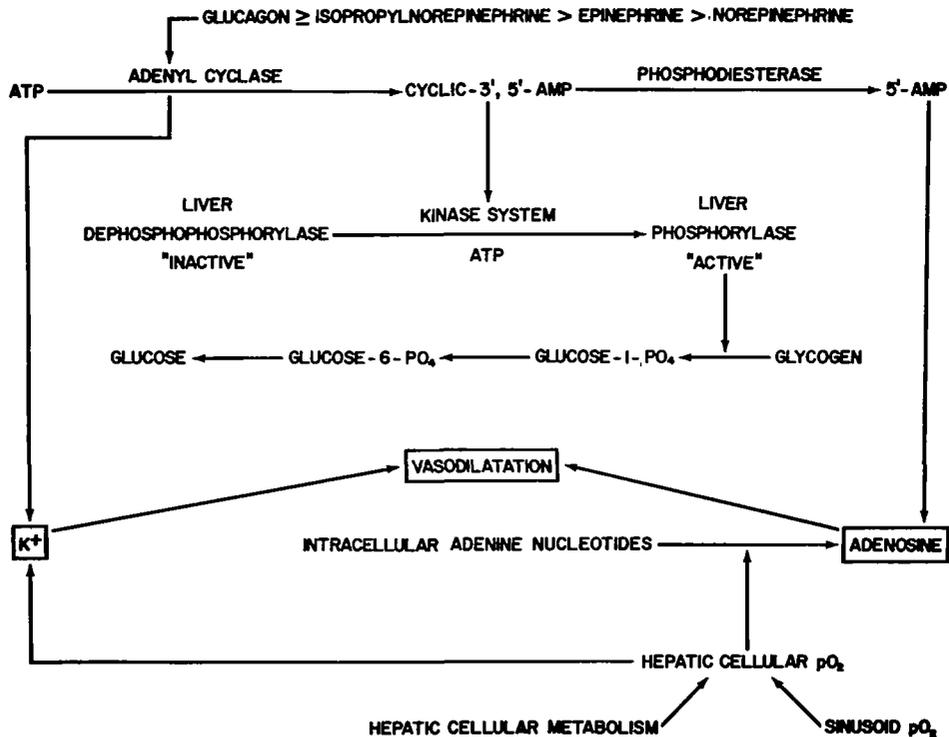 GLUCAGON ≥ ISOPROPYLNOREPINEPHRINE > EPINEPHRINE > NOREPINEPHRINE
ADENYL CYCLASE
PHOSPHODIESTERASE
ATP
CYCLIC-3', 5'-AMP
5'-AMP
LIVER
DEPHOSPHOPHOSPHORYLASE
"INACTIVE"
KINASE SYSTEM
ATP
LIVER
PHOSPHORYLASE
"ACTIVE"
GLUCOSE
GLUCOSE-6-PO₄
GLUCOSE-1-PO₄
GLYCOGEN
VASODILATATION
K+
INTRACELLULAR ADENINE NUCLEOTIDES
ADENOSINE
HEPATIC CELLULAR pO₂
HEPATIC CELLULAR METABOLISM
SINUSOID pO₂